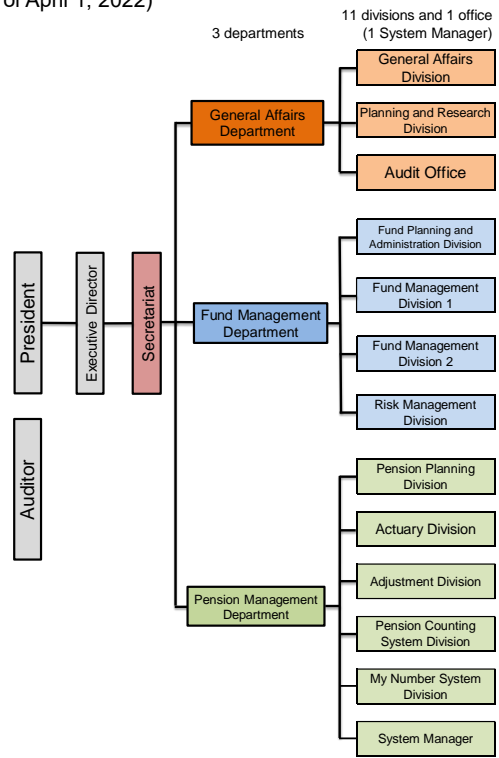 of April 1, 2022)
3 departments
11 divisions and 1 office
(1 System Manager)
General Affairs
Department
General Affairs
Division
Planning and Research
Division
Audit Office
President
Executive Director
Secretariat
Auditor
Fund Management
Department
Fund Planning and
Administration Division
Fund Management
Division 1
Fund Management
Division 2
Risk Management
Division
Pension Management
Department
Pension Planning
Division
Actuary Division
Adjustment Division
Pension Counting
System Division
My Number System
Division
System Manager